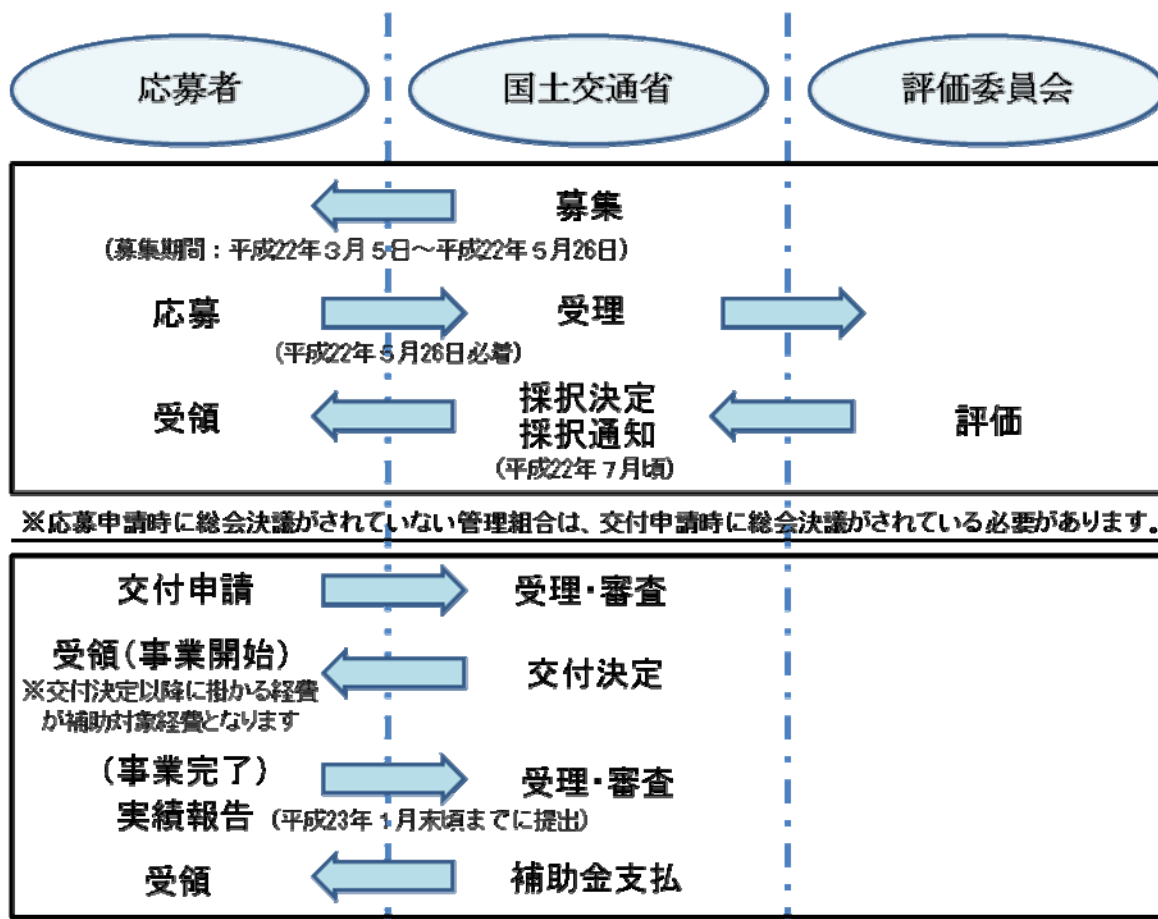 応募者
国土交通省
評価委員会
募集
(募集期間：平成22年３月５日～平成22年５月26日)
応募
受理
(平成22年５月26日必着)
受領
採択決定
採択通知
(平成22年７月頃)
評価
※応募申請時に総会決議がされていない管理組合は、交付申請時に総会決議がされている必要があります。
交付申請
受理・審査
受領(事業開始)
交付決定
※交付決定以降に掛かる経費
が補助対象経費となります
(事業完了)
受理・審査
実績報告 (平成23年１月末頃までに提出)
受領
補助金支払